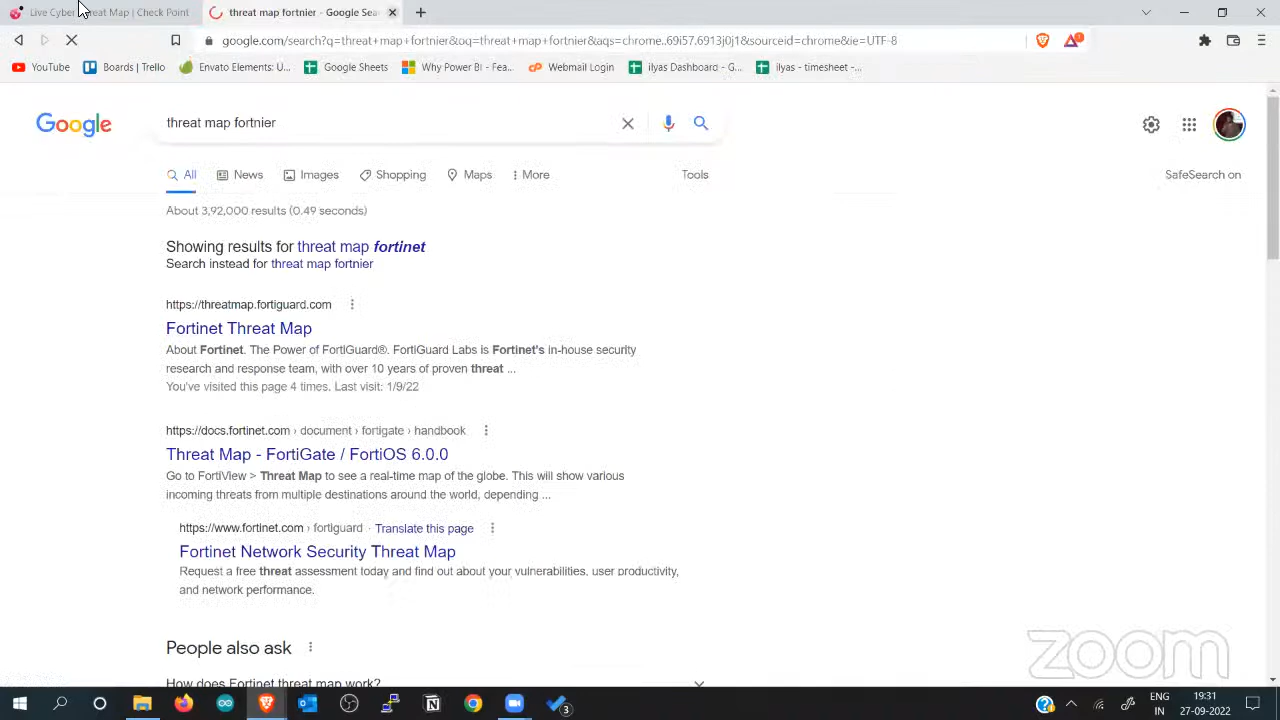 Live Cyber Threat Map | Check Point
threat map fortnier - Google Sear
google.com/search?q=threat+map+fortnier&oq=threat+map+fortnier&aqs=chrome..69i57.6913j0j1&sourceid=chrome&ie=UTF-8
YouTube
Boards | Trello
Envato Elements: U...
Google Sheets
Why Power BI - Fea...
Webmail Login
ilyas Dashboard - G...
ilyas - timesheet -...
Google
threat map fortnier
All
News
Images
Shopping
Maps
More
Tools
SafeSearch on
About 3,92,000 results (0.49 seconds)
Showing results for threat map fortinet
Search instead for threat map fortnier
https://threatmap.fortiguard.com
Fortinet Threat Map
About Fortinet. The Power of FortiGuard®. FortiGuard Labs is Fortinet's in-house security
research and response team, with over 10 years of proven threat ...
You've visited this page 4 times. Last visit: 1/9/22
https://docs.fortinet.com › document › fortigate › handbook
Threat Map - FortiGate / FortiOS 6.0.0
Go to FortiView > Threat Map to see a real-time map of the globe. This will show various
incoming threats from multiple destinations around the world, depending ...
https://www.fortinet.com › fortiguard · Translate this page
Fortinet Network Security Threat Map
Request a free threat assessment today and find out about your vulnerabilities, user productivity,
and network performance.
People also ask
How does Fortinet threat map work?
zoom
3
ENG
IN
19:31
27-09-2022